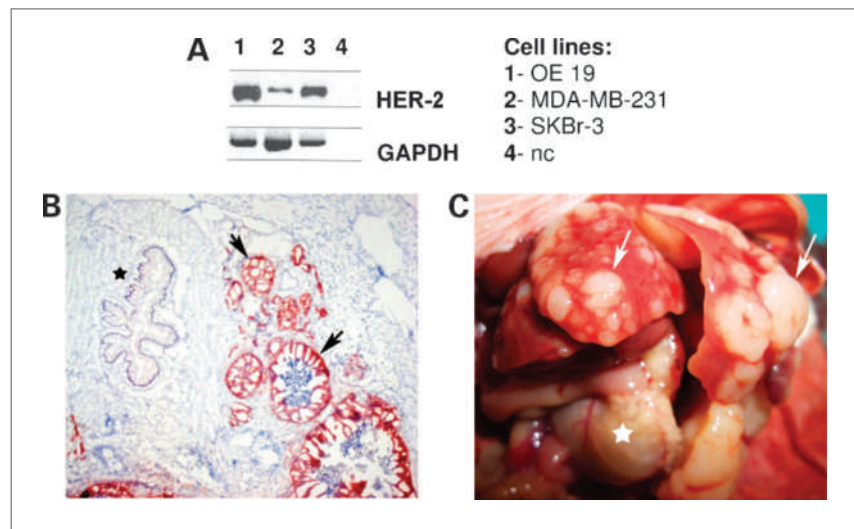 A 1 2 3 4
HER-2
GAPDH
Cell lines:
1- OE 19
2- MDA-MB-231
3- SKBr-3
4- nc
B
C